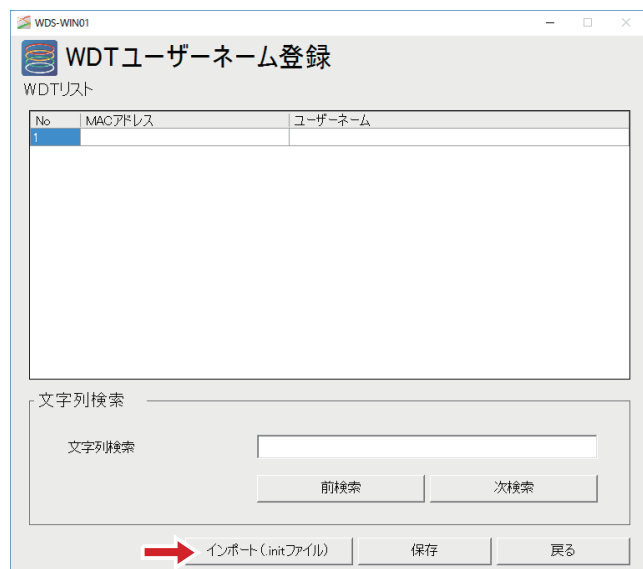 WDS-WIN01
WDTユーザーネーム登録
WDTリスト
No MACアドレス ユーザーネーム
1
文字列検索
文字列検索
前検索 次検索
インポート(.initファイル) 保存 戻る